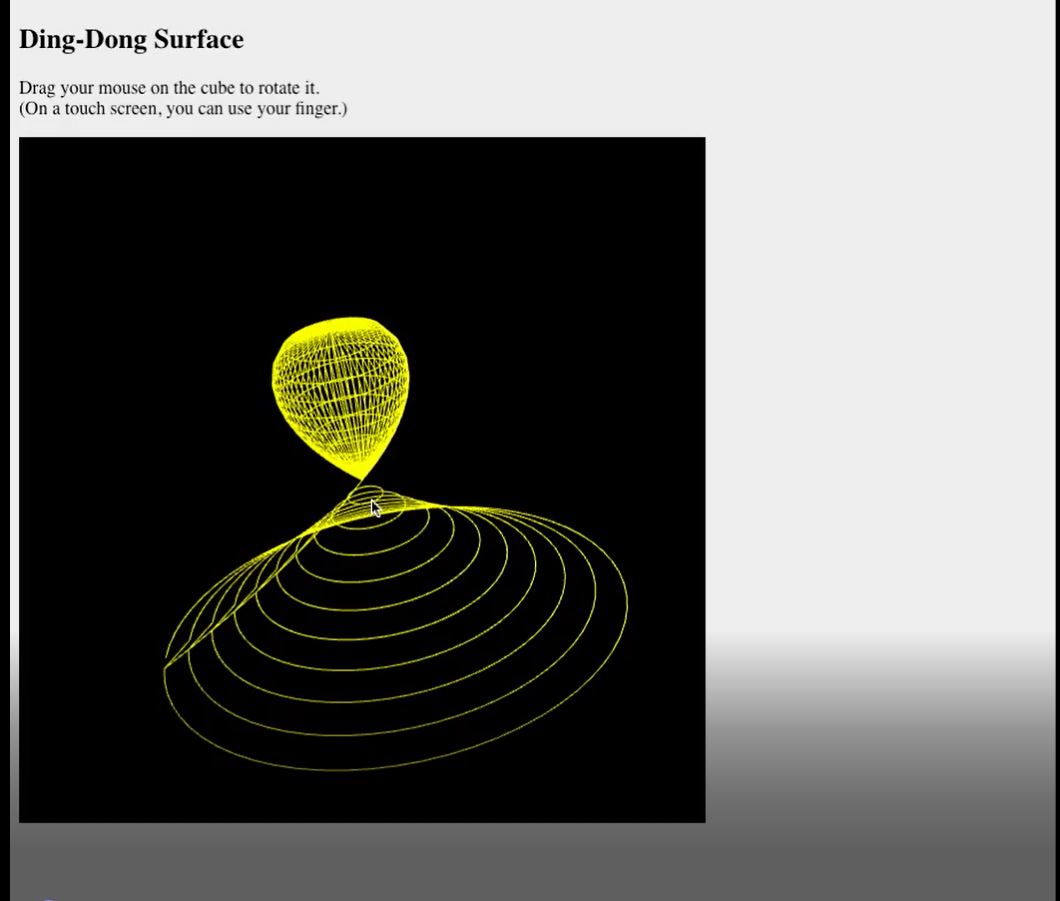 Ding-Dong Surface
Drag your mouse on the cube to rotate it.
(On a touch screen, you can use your finger.)